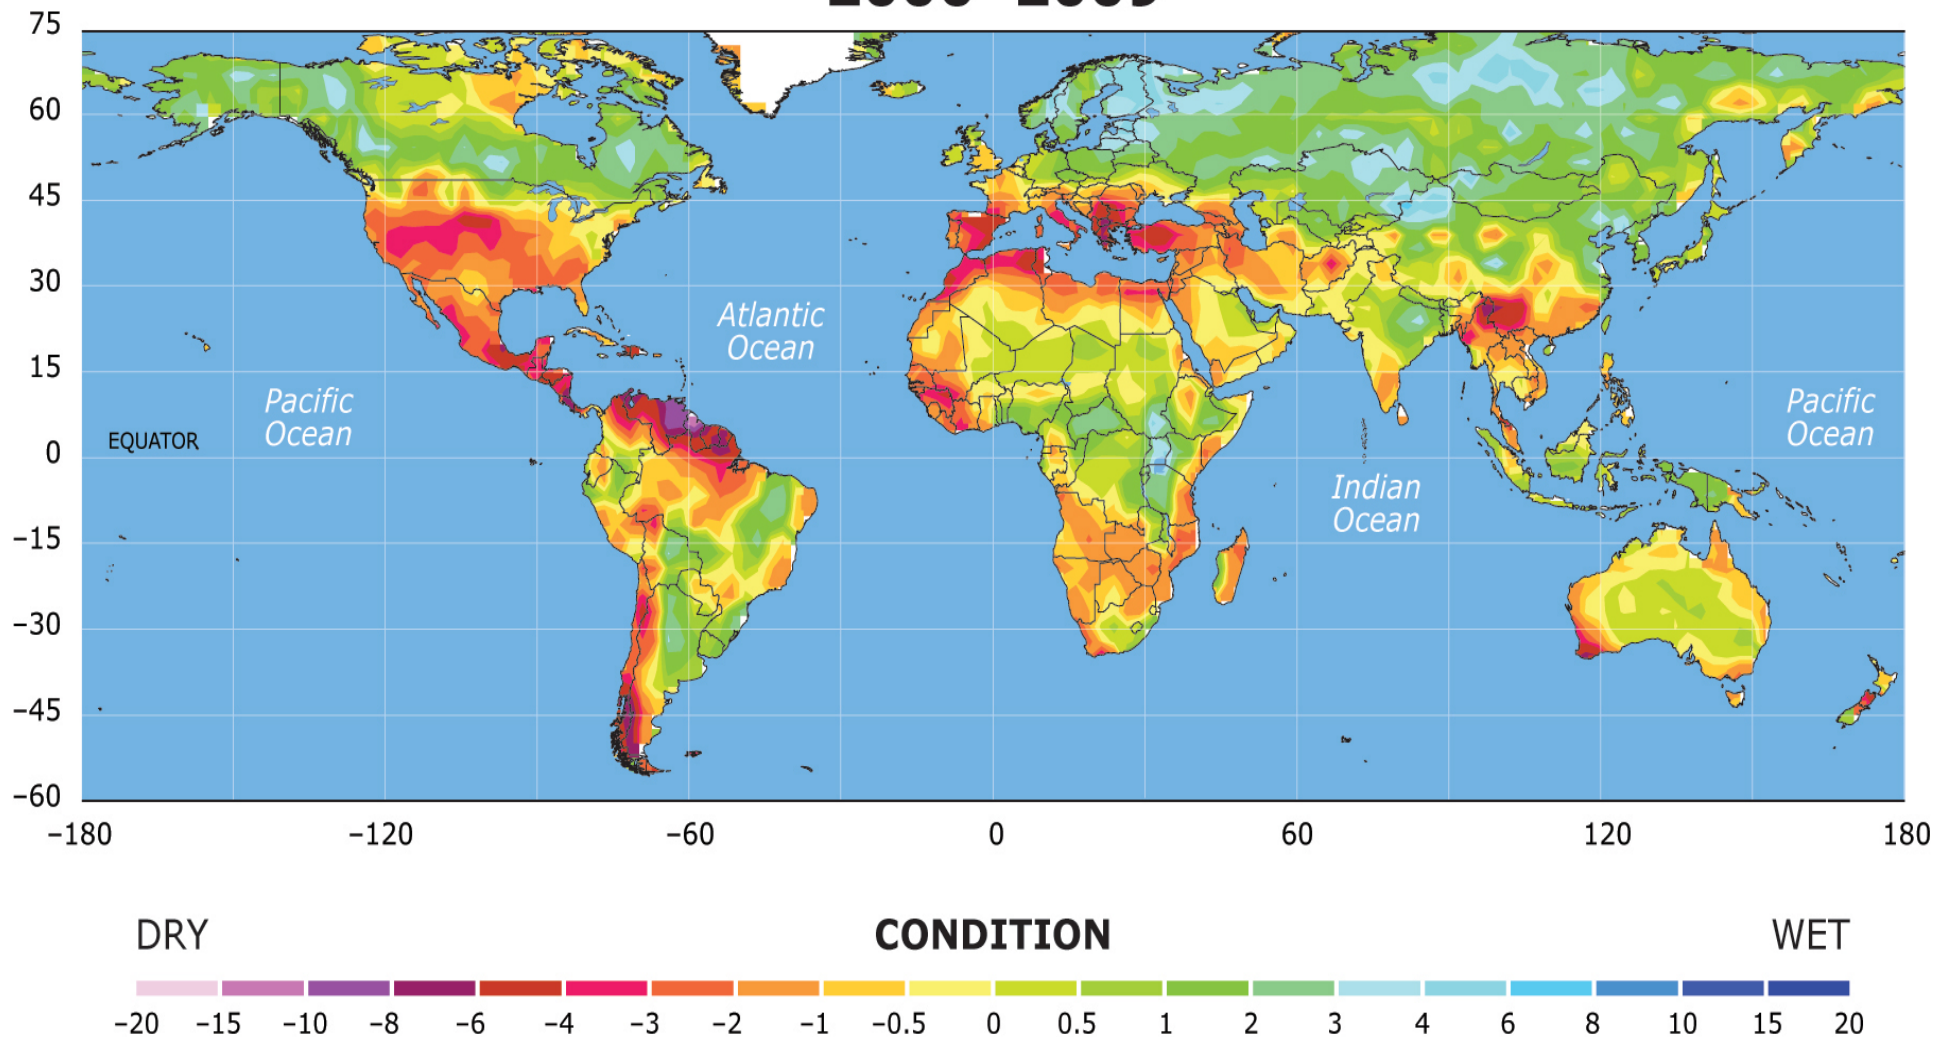 75
60
45
30
15
0
−15
−30
−45
−60
−180
−120
−60
0
60
120
180
Atlantic
Ocean
Pacific
Ocean
EQUATOR
Pacific
Ocean
Indian
Ocean
DRY
CONDITION
WET
−20 −15 −10 −8 −6 −4 −3 −2 −1 −0.5 0 0.5 1 2 3 4 6 8 10 15 20